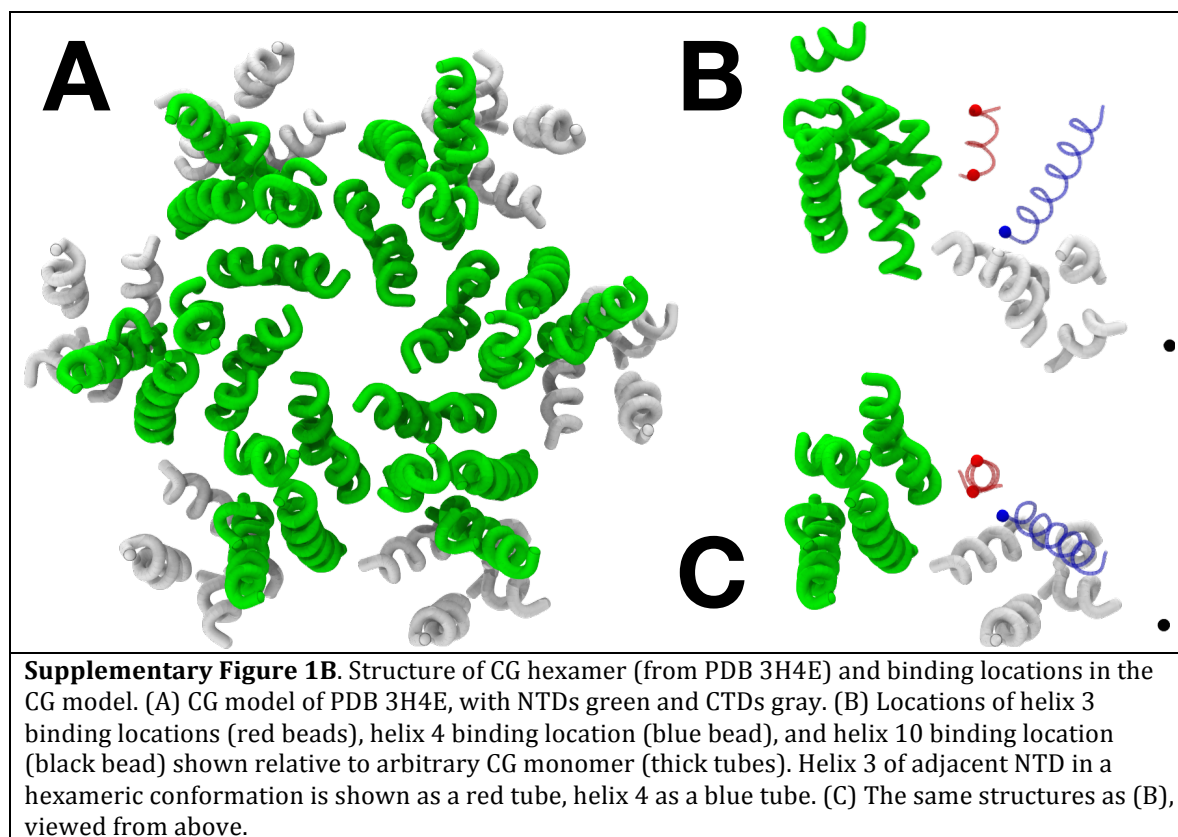 A
B
C
Supplementary Figure 1B. Structure of CG hexamer (from PDB 3H4E) and binding locations in the
CG model. (A) CG model of PDB 3H4E, with NTDs green and CTDs gray. (B) Locations of helix 3
binding locations (red beads), helix 4 binding location (blue bead), and helix 10 binding location
(black bead) shown relative to arbitrary CG monomer (thick tubes). Helix 3 of adjacent NTD in a
hexameric conformation is shown as a red tube, helix 4 as a blue tube. (C) The same structures as (B),
viewed from above.